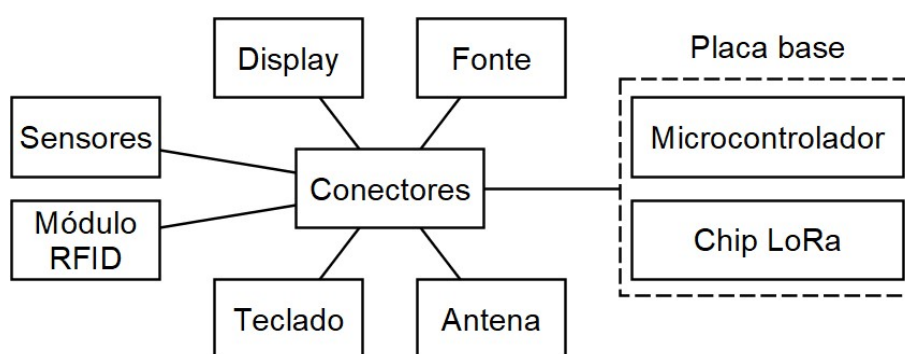 Display
Fonte
Placa base
Sensores
Microcontrolador
Conectores
Módulo
RFID
Chip LoRa
Teclado
Antena